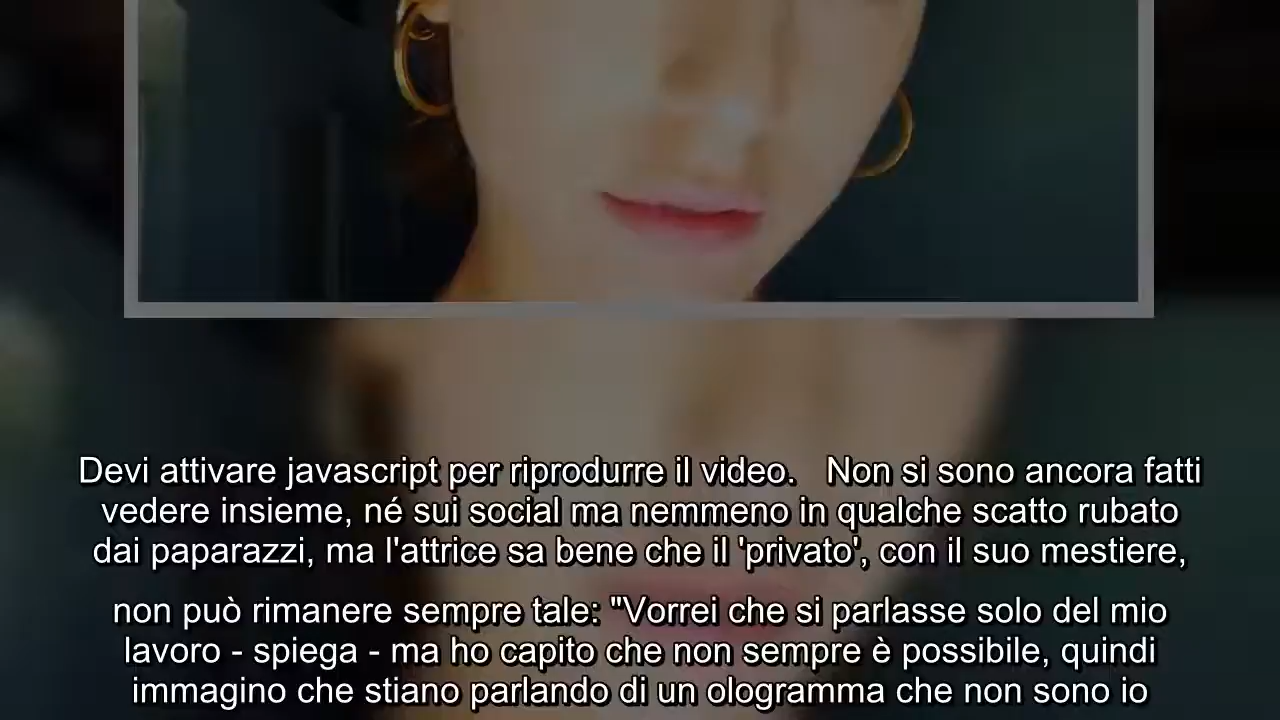 Devi attivare javascript per riprodurre il video.   Non si sono ancora fatti
vedere insieme, né sui social ma nemmeno in qualche scatto rubato
dai paparazzi, ma l'attrice sa bene che il 'privato', con il suo mestiere,
non può rimanere sempre tale: "Vorrei che si parlasse solo del mio
lavoro - spiega - ma ho capito che non sempre è possibile, quindi
immagino che stiano parlando di un ologramma che non sono io